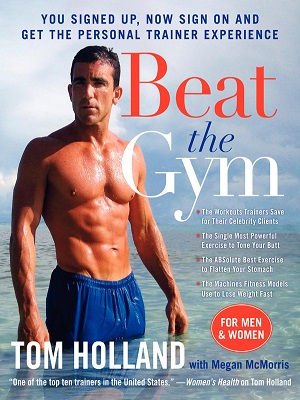 YOU SIGNED UP, NOW SIGN ON AND
GET THE PERSONAL TRAINER EXPERIENCE
Beat
the
Gym
• The Workouts Trainers Save
for Their Celebrity Clients
• The Single Most Powerful
Exercise to Tone Your Butt
• The ABSolute Best Exercise
to Flatten Your Stomach
• The Machines Fitness Models
Use to Lose Weight Fast
FOR MEN
& WOMEN
TOM HOLLAND
with Megan McMorris
"One of the top ten trainers in the United States." —Women's Health on Tom Holland